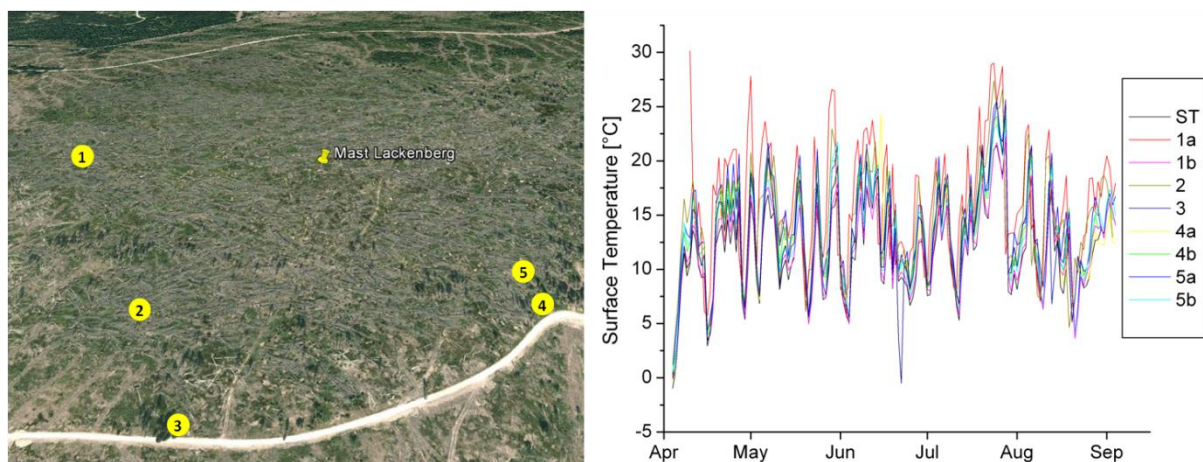 1
Mast Lackenberg
2
5
4
3
Surface Temperature [°C]
30
25
20
15
10
5
0
-5
Apr May Jun Jul Aug Sep
ST
1a
1b
2
3
4a
4b
5a
5b